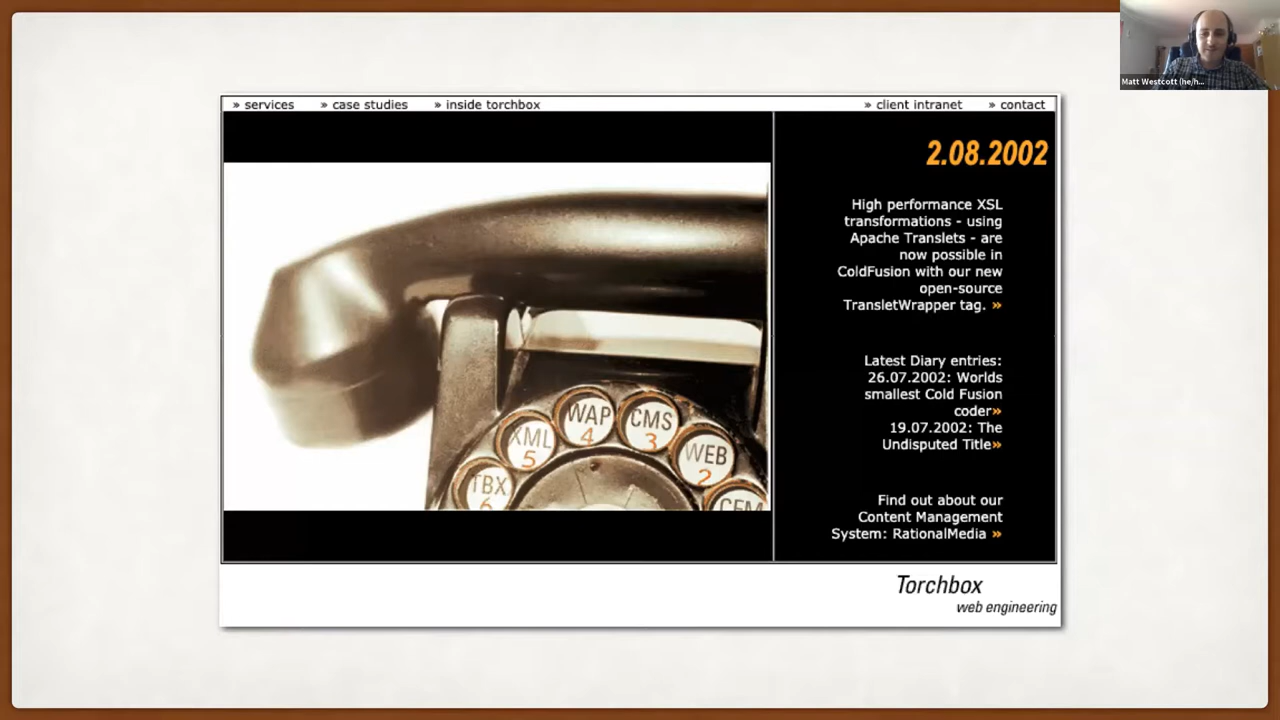 Matt Westcott (he/h...
» services » case studies » inside torchbox » client intranet » contact
2.08.2002
High performance XSL
transformations - using
Apache Translets - are
now possible in
ColdFusion with our new
open-source
TransletWrapper tag. »
Latest Diary entries:
26.07.2002: Worlds
smallest Cold Fusion
coder»
19.07.2002: The
Undisputed Title»
Find out about our
Content Management
System: RationalMedia »
WAP
4
CMS
3
XML
5
WEB
2
TBX
6
CFM
Torchbox
web engineering